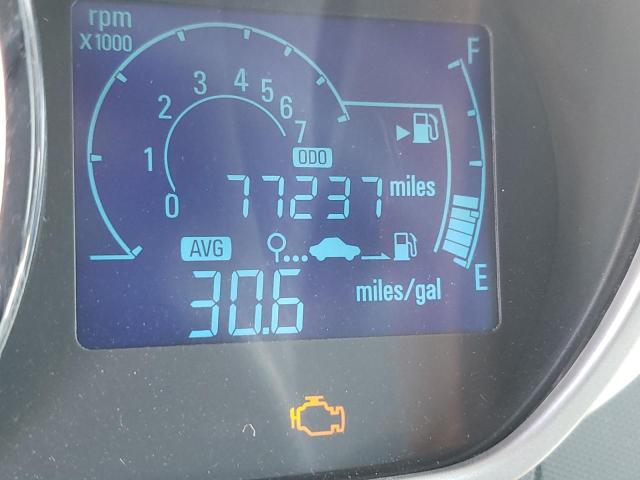 rpm
X1000
F
0 1 2 3 4 5 6 7
ODO
77237 miles
AVG
E
30.6 miles/gal